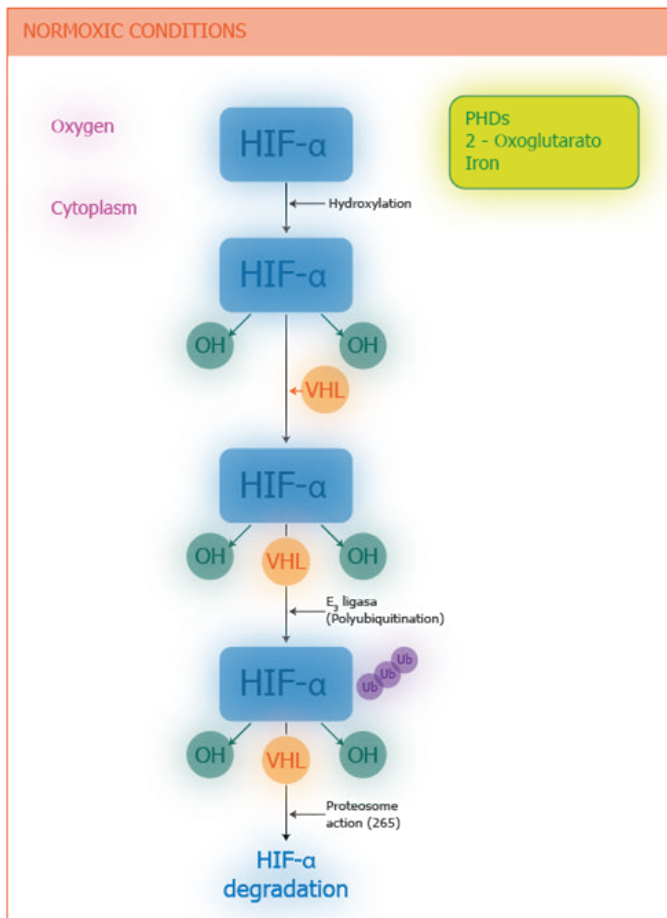 NORMOXIC CONDITIONS
Oxygen
HIF-α
PHDs
2 - Oxoglutarato
Iron
Cytoplasm
Hydroxylation
HIF-α
OH
OH
VHL
HIF-α
OH
VHL
OH
E3 ligasa
(Polyubiquitination)
HIF-α
Ub
Ub
Ub
OH
VHL
OH
Proteosome
action (265)
HIF-α
degradation